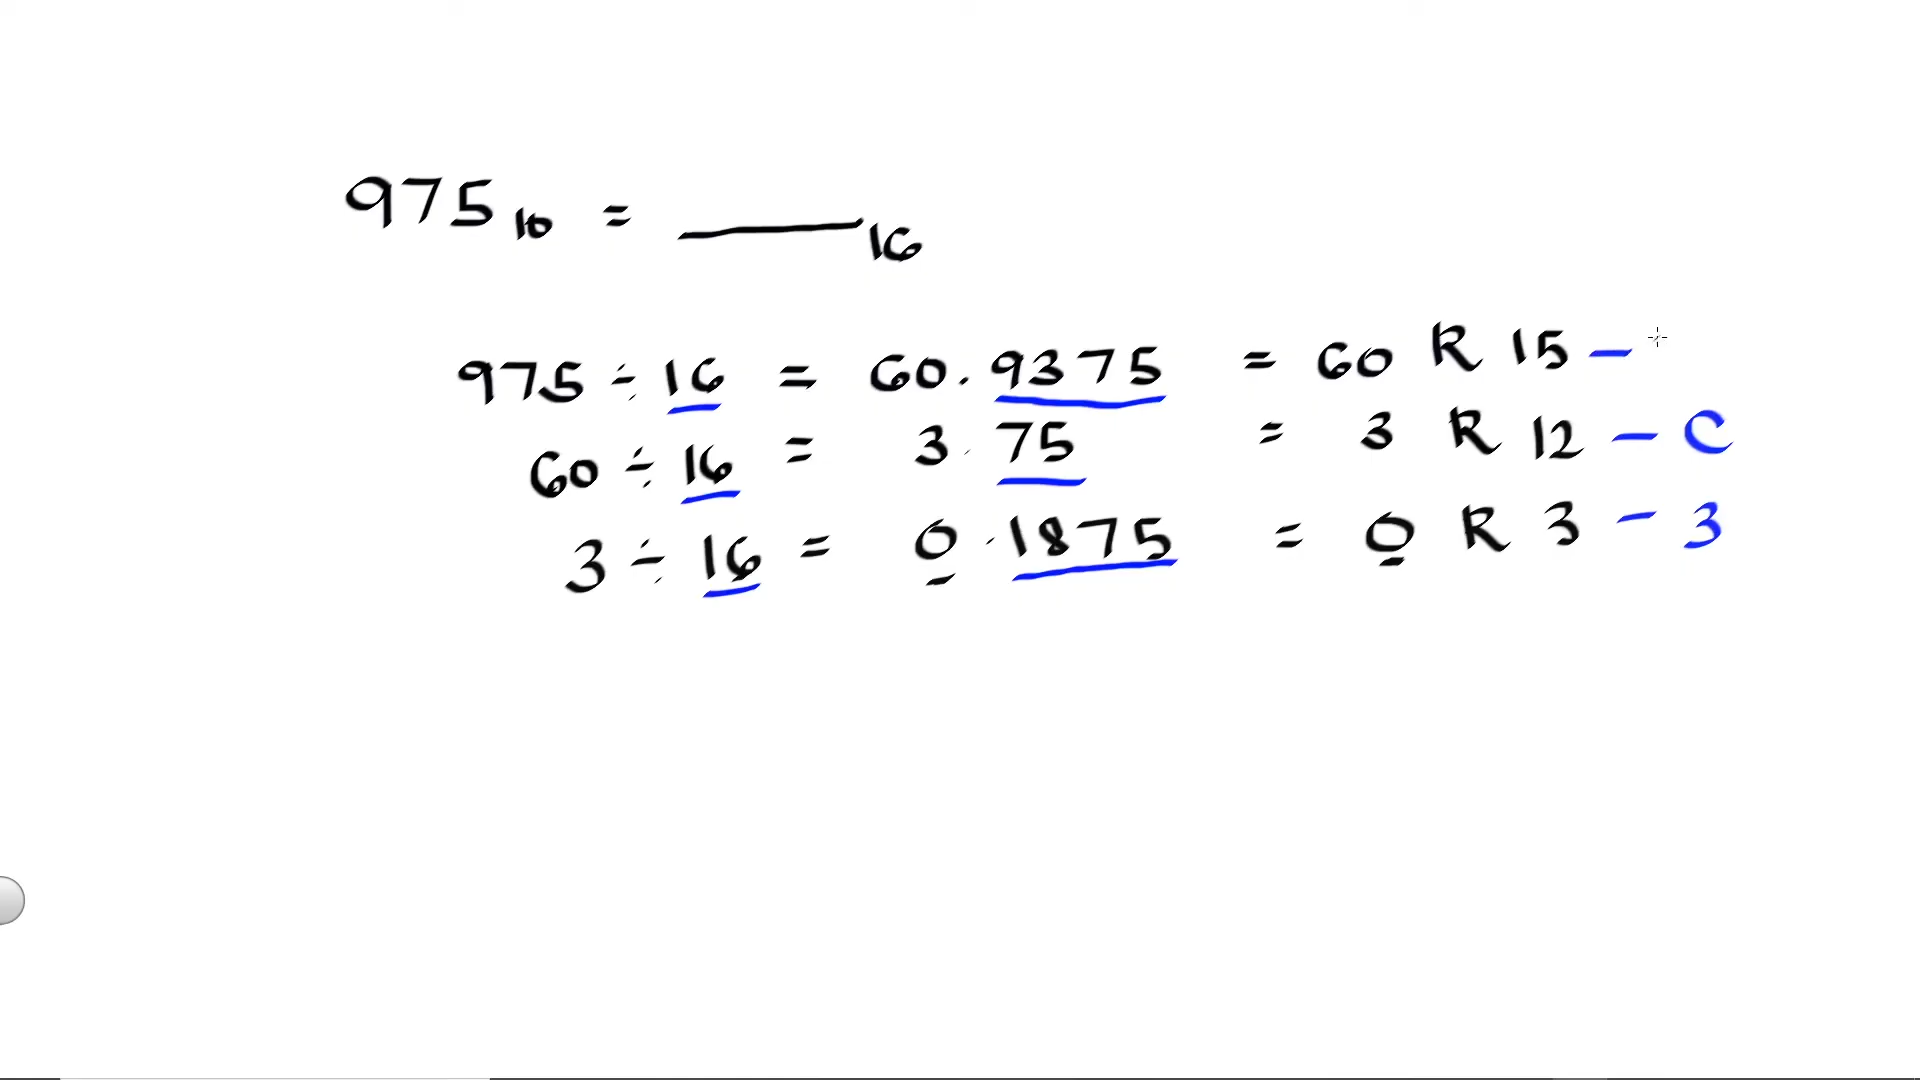 975₁₀ = ____₁₆
975 ÷ 16 = 60.9375 = 60 R 15 –
60 ÷ 16 = 3.75 = 3 R 12 – C
3 ÷ 16 = 0.1875 = 0 R 3 – 3